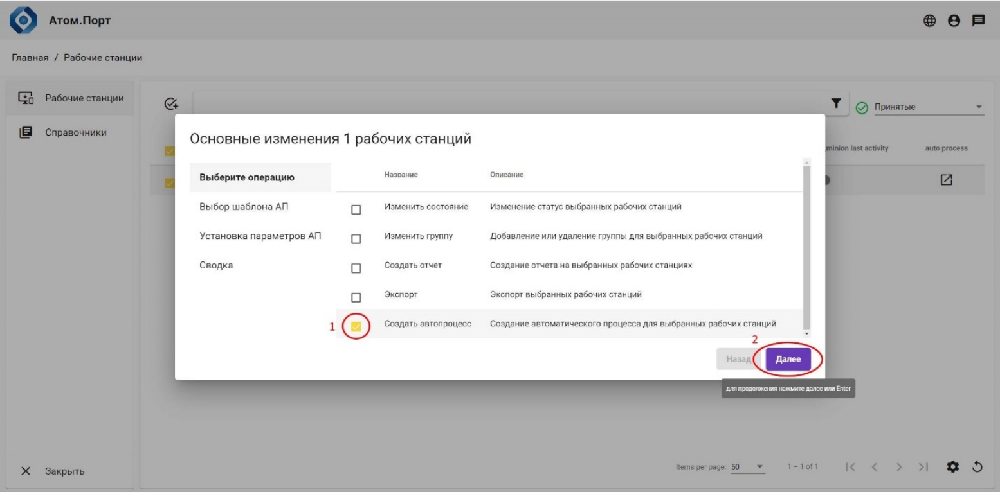 Атом.Порт
Главная / Рабочие станции
Рабочие станции
Справочники
Принятые
minion last activity
auto process
Основные изменения 1 рабочих станций
Выберите операцию
Выбор шаблона АП
Установка параметров АП
Сводка
Название Описание
Изменить состояние Изменение статус выбранных рабочих станций
Изменить группу Добавление или удаление группы для выбранных рабочих станций
Создать отчет Создание отчета на выбранных рабочих станциях
Экспорт Экспорт выбранных рабочих станций
1 Создать автопроцесс Создание автоматического процесса для выбранных рабочих станций
2
Назад Далее
для продолжения нажмите далее или Enter
Закрыть
Items per page: 50 1 – 1 of 1